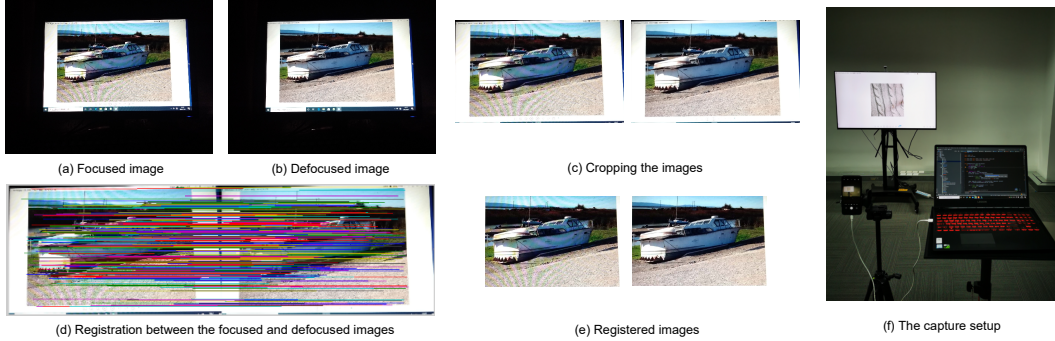 (a) Focused image
(b) Defocused image
(c) Cropping the images
(d) Registration between the focused and defocused images
(e) Registered images
(f) The capture setup